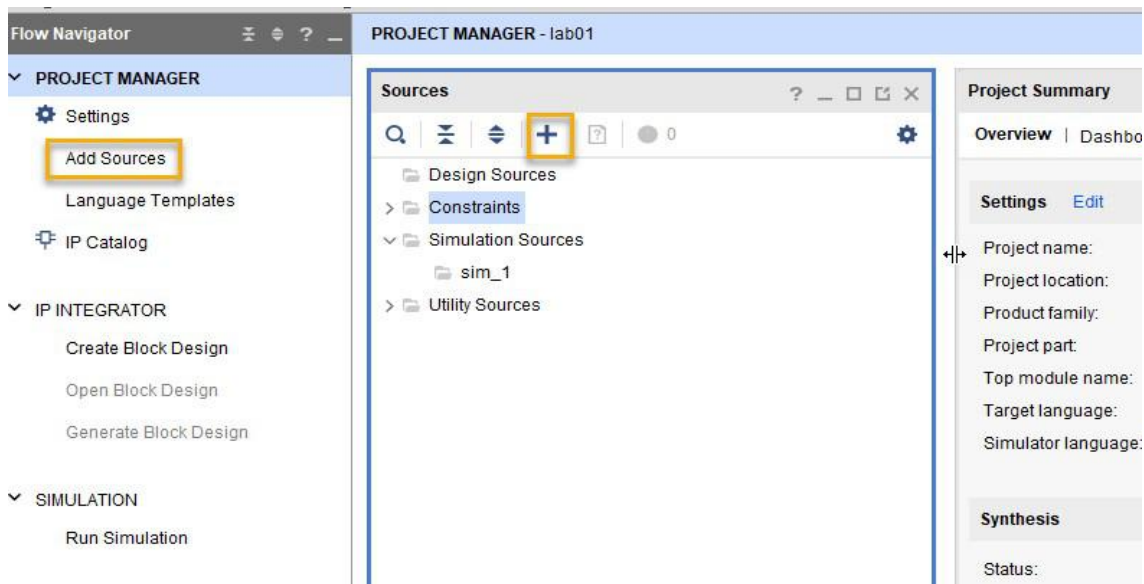 Flow Navigator ?
PROJECT MANAGER
Settings
Add Sources
Language Templates
IP Catalog
IP INTEGRATOR
Create Block Design
Open Block Design
Generate Block Design
SIMULATION
Run Simulation
PROJECT MANAGER - lab01
Sources ?
? 0
Design Sources
Constraints
Simulation Sources
sim_1
Utility Sources
Project Summary
Overview | Dashbo
Settings Edit
Project name:
Project location:
Product family:
Project part:
Top module name:
Target language:
Simulator language:
Synthesis
Status: